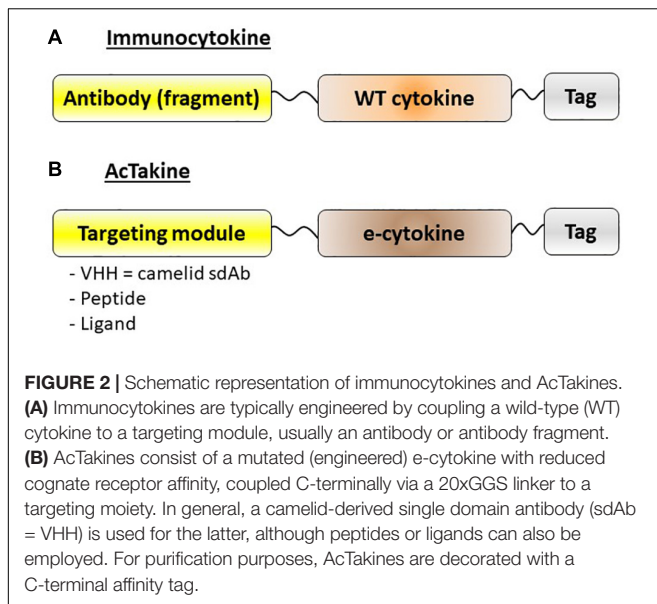 A Immunocytokine
Antibody (fragment) WT cytokine Tag
B AcTakine
Targeting module e-cytokine Tag
- VHH = camelid sdAb
- Peptide
- Ligand
FIGURE 2 | Schematic representation of immunocytokines and AcTakines.
(A) Immunocytokines are typically engineered by coupling a wild-type (WT)
cytokine to a targeting module, usually an antibody or antibody fragment.
(B) AcTakines consist of a mutated (engineered) e-cytokine with reduced
cognate receptor affinity, coupled C-terminally via a 20xGGS linker to a
targeting moiety. In general, a camelid-derived single domain antibody (sdAb
= VHH) is used for the latter, although peptides or ligands can also be
employed. For purification purposes, AcTakines are decorated with a
C-terminal affinity tag.